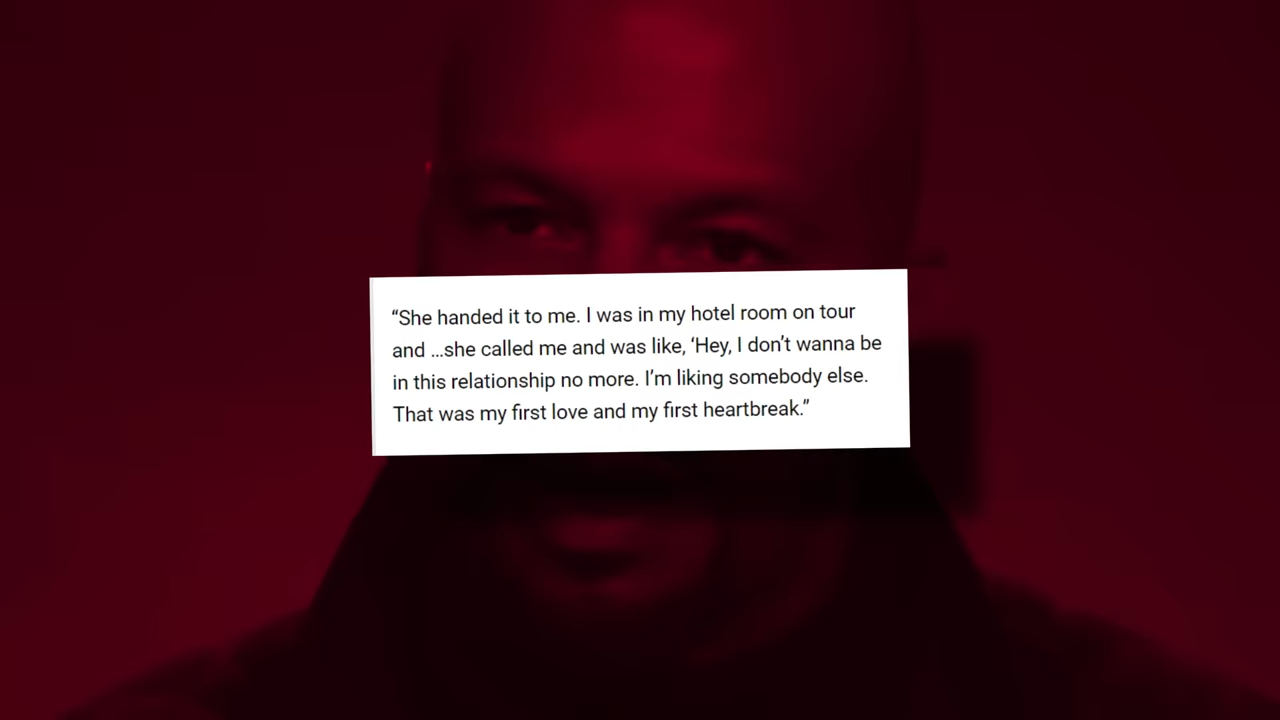 “She handed it to me. I was in my hotel room on tour
and ...she called me and was like, ‘Hey, I don’t wanna be
in this relationship no more. I’m liking somebody else.
That was my first love and my first heartbreak.”